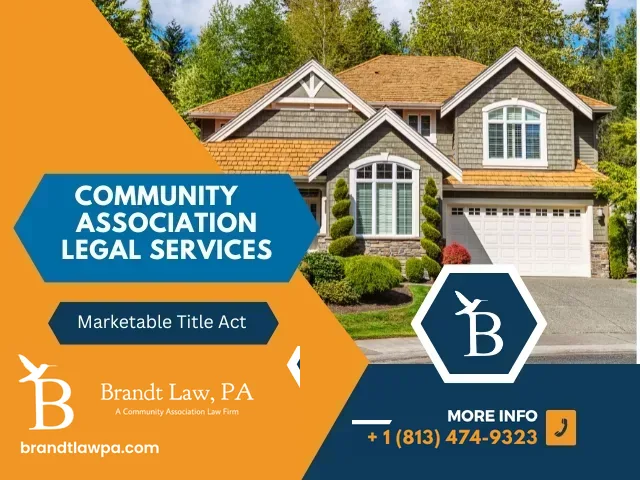 COMMUNITY
ASSOCIATION
LEGAL SERVICES
Marketable Title Act
B
Brandt Law, PA
A Community Association Law Firm
brandtlawpa.com
B
MORE INFO
+ 1 (813) 474-9323